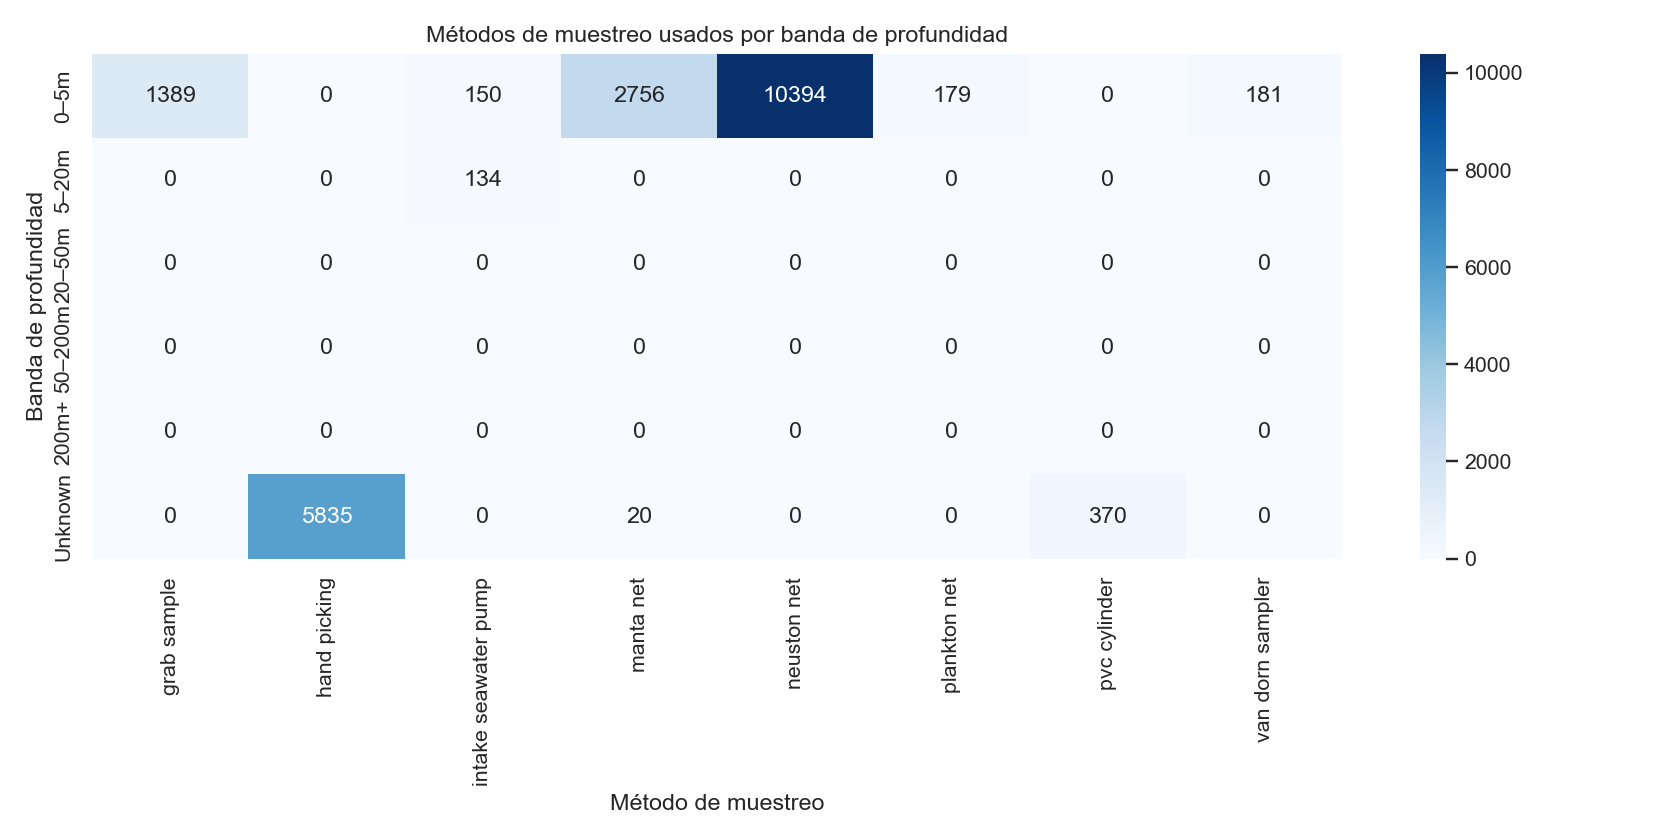 Métodos de muestreo usados por banda de profundidad
Banda de profundidad
0–5m 1389 0 150 2756 10394 179 0 181
5–20m 0 0 134 0 0 0 0 0
20–50m 0 0 0 0 0 0 0 0
50–200m 0 0 0 0 0 0 0 0
200m+ 0 0 0 0 0 0 0 0
Unknown 0 5835 0 20 0 0 370 0
grab sample
hand picking
intake seawater pump
manta net
neuston net
plankton net
pvc cylinder
van dorn sampler
Método de muestreo
10000
8000
6000
4000
2000
0